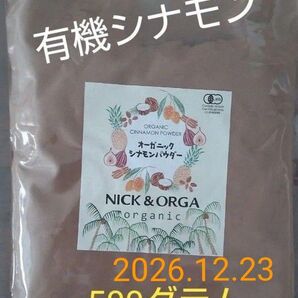 有機シナモン
ORGANIC
CINNAMON POWDER
オーガニック
シナモンパウダー
NICK & ORGA
organic
2026.12.23
500グラム